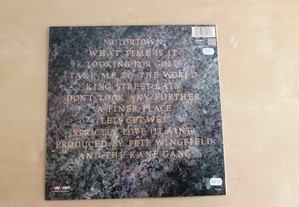 MOTORTOWN
WHAT TIME IS IT
LOOKING FOR GOLD
TAKE ME TO THE WORLD
KING STREET RAIN
DON'T LOOK ANY FURTHER
A FINER PLACE
LET'S GET WET
STRICTLY LOVE IT AIN'T
PRODUCED BY PETE WINGFIELD
AND THE KANE GANG